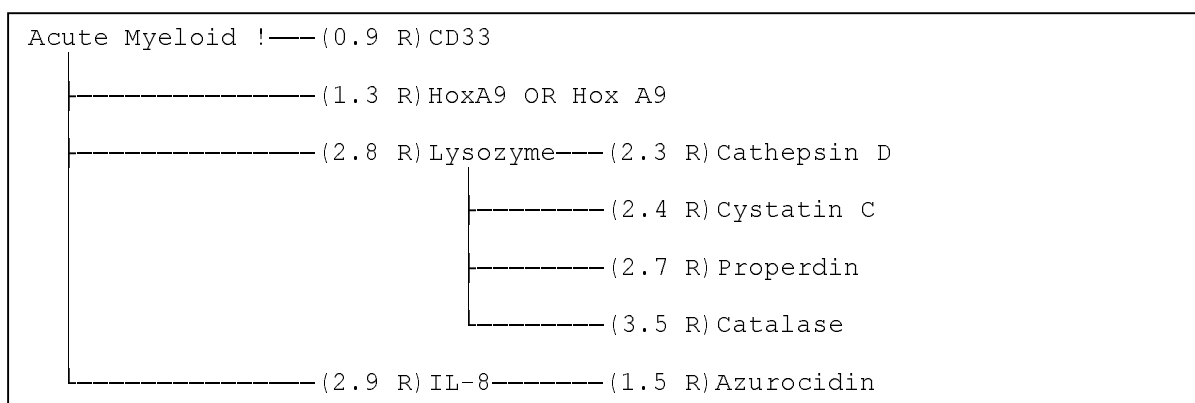 Acute Myeloid !——(0.9 R)CD33
(1.3 R)HoxA9 OR Hox A9
(2.8 R)Lysozyme———(2.3 R)Cathepsin D
(2.4 R)Cystatin C
(2.7 R)Properdin
(3.5 R)Catalase
(2.9 R)IL-8———————(1.5 R)Azurocidin